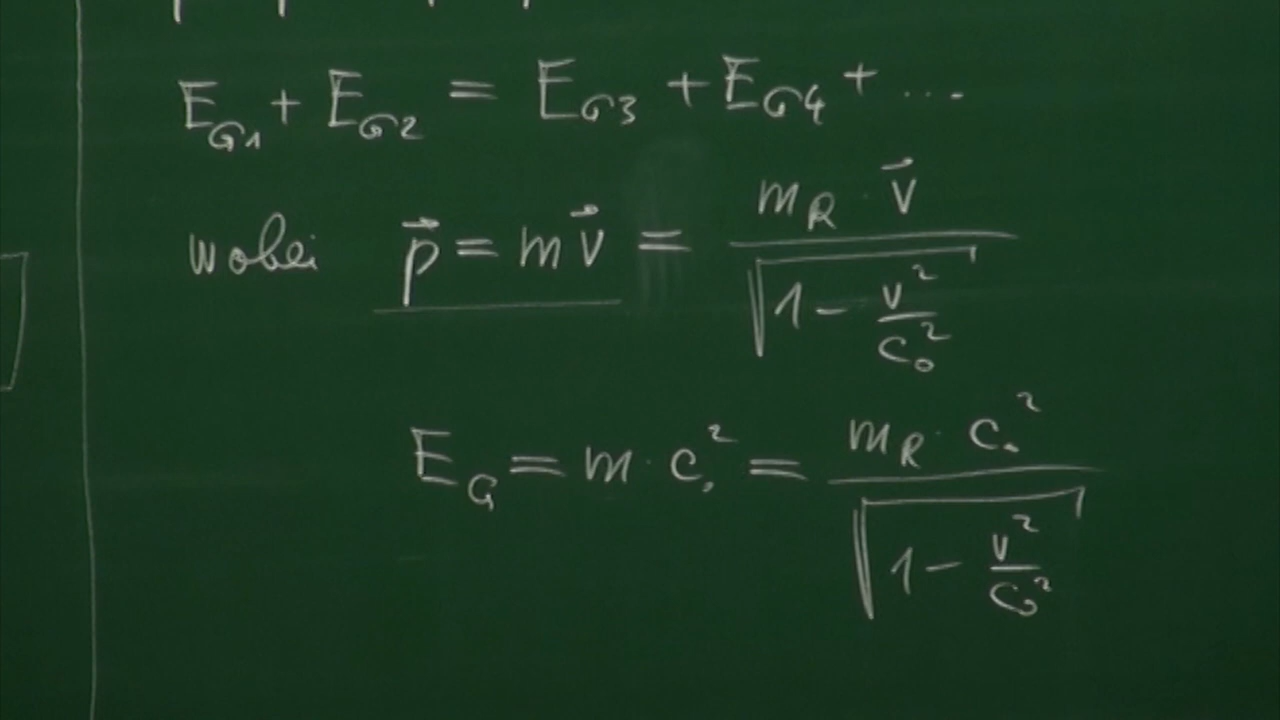 E_G1 + E_G2 = E_G3 + E_G4 + ...
wobei p⃗ = m v⃗ = m_R · v⃗ / √(1 - v²/c₀²)
E_G = m · c₀² = m_R · c₀² / √(1 - v²/c₀²)